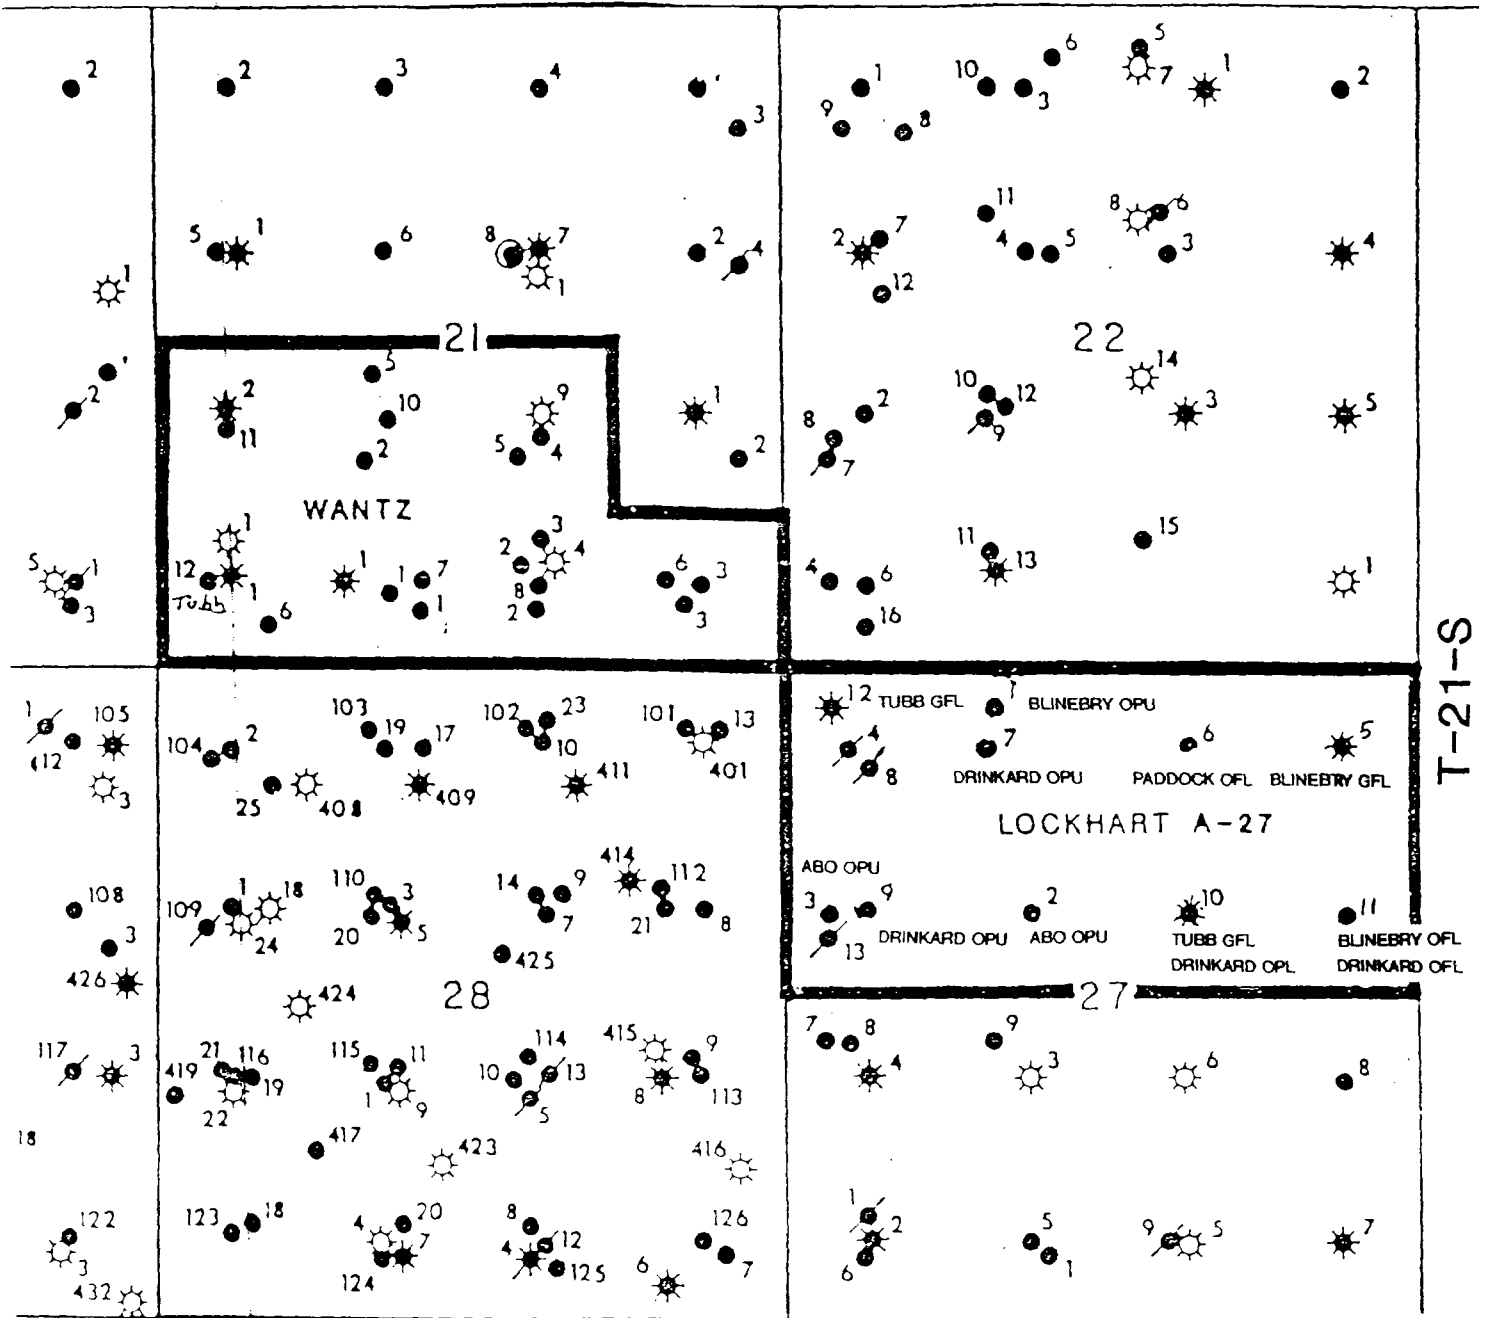 2 2 3 4 ' 3 1 9 8 10 3 6 5 7 1 2
5 1 6 8 7 1 2 4 2 7 12 11 4 5 8 6 3 4
1
21 22
' 2
2 11 5 10 2 9 5 4 1 2
2 8 7 10 12 9 14 3 5
WANTZ
5 1 3
1 12 1 1 1 7 1 6 3 2 4 8 2 6 3 3
Tubb
4 6 16 11 13 15 1
T-21-S
1 105 412 3
104 2 103 19 17 102 23 10 101 13 401
25 408 409 411
12 TUBB GFL 1 BLINEBRY OPU
4 8 7 6 5
DRINKARD OPU PADDOCK OFL BLINEBRY GFL
LOCKHART A-27
ABO OPU
3 9 2 10 11
13 DRINKARD OPU ABO OPU TUBB GFL BLINEBRY OFL
DRINKARD OPL DRINKARD OFL
108 3 426
109 1 18 24 110 3 20 5 14 9 7 414 112 21 8
425
424 28 27
117 3
419 21 116 19 22 115 11 1 9 114 10 13 5 415 9 8 113
7 8 4 9 3 6 8
18 417 423 416
122 3 432
123 18 4 20 7 124 8 12 4 125 126 7 6
1 2 6 5 1 9 5 7